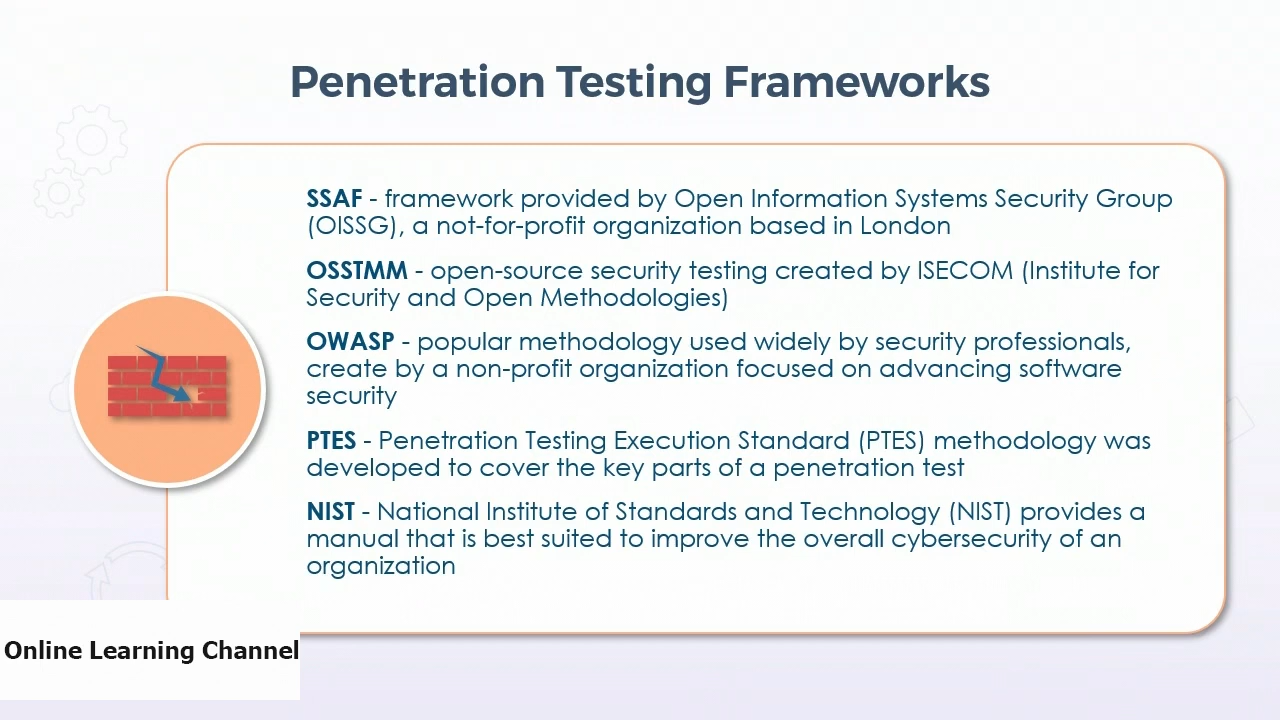 Penetration Testing Frameworks
SSAF - framework provided by Open Information Systems Security Group
(OISSG), a not-for-profit organization based in London
OSSTMM - open-source security testing created by ISECOM (Institute for
Security and Open Methodologies)
OWASP - popular methodology used widely by security professionals,
create by a non-profit organization focused on advancing software
security
PTES - Penetration Testing Execution Standard (PTES) methodology was
developed to cover the key parts of a penetration test
NIST - National Institute of Standards and Technology (NIST) provides a
manual that is best suited to improve the overall cybersecurity of an
organization
Online Learning Channel